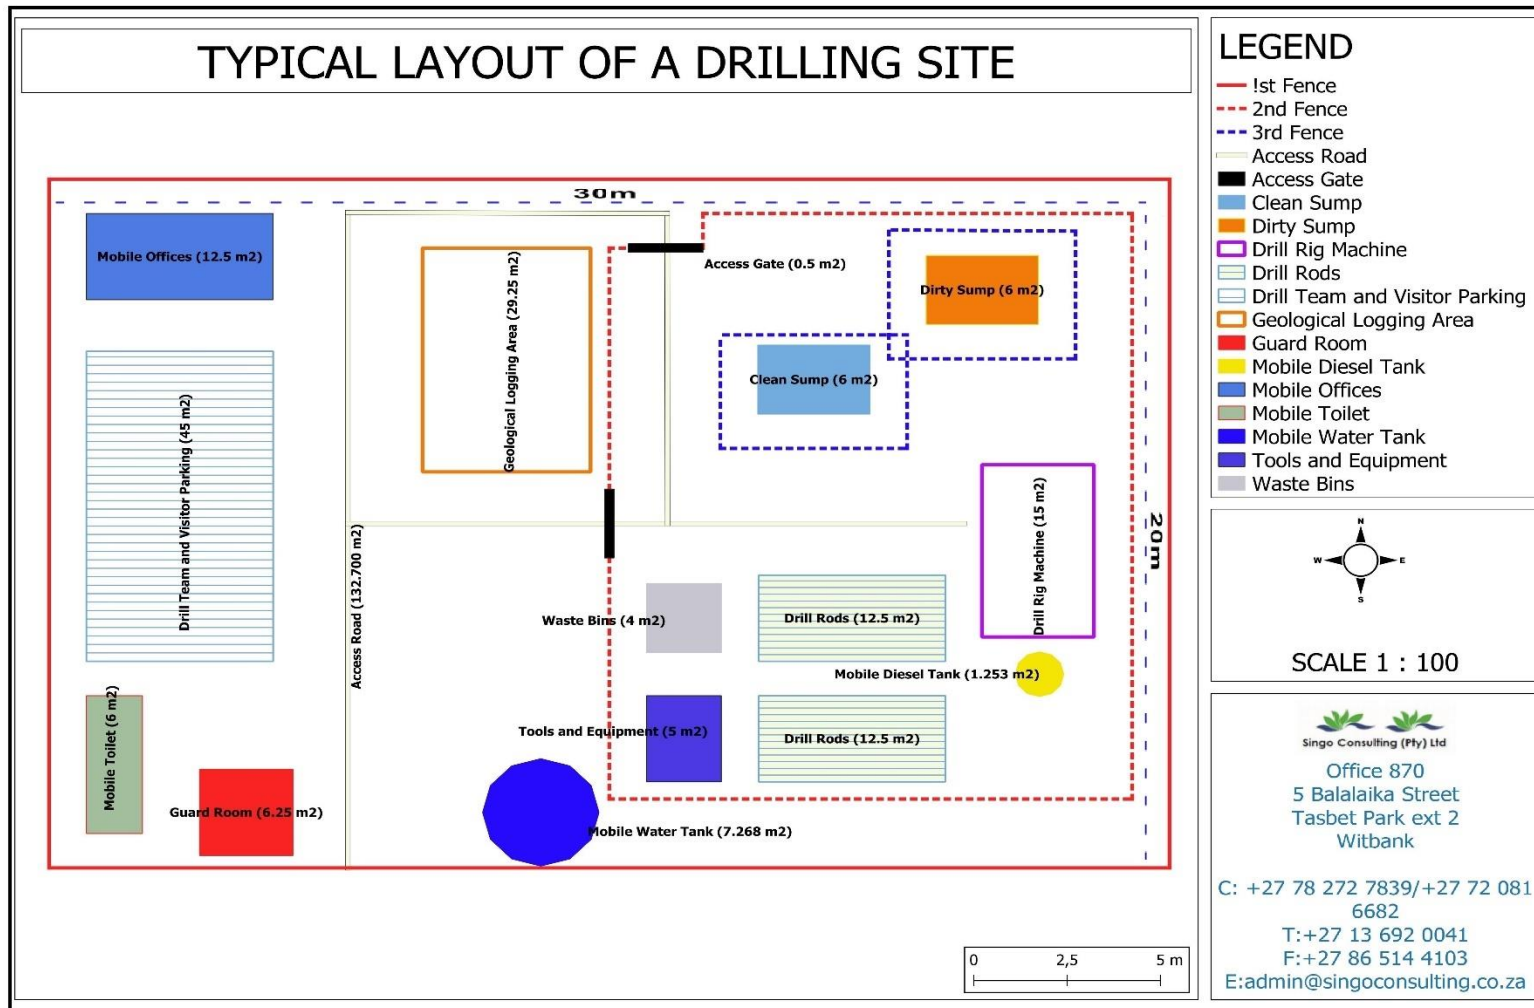 TYPICAL LAYOUT OF A DRILLING SITE
30m
Mobile Offices (12.5 m2)
Geological Logging Area (29.25 m2)
Access Gate (0.5 m2)
Dirty Sump (6 m2)
Clean Sump (6 m2)
Drill Team and Visitor Parking (45 m2)
Access Road (132.700 m2)
Drill Rig Machine (15 m2)
20m
Waste Bins (4 m2)
Drill Rods (12.5 m2)
Mobile Diesel Tank (1.253 m2)
Mobile Toilet (6 m2)
Tools and Equipment (5 m2)
Drill Rods (12.5 m2)
Guard Room (6.25 m2)
Mobile Water Tank (7.268 m2)
0 2,5 5 m
LEGEND
!st Fence
2nd Fence
3rd Fence
Access Road
Access Gate
Clean Sump
Dirty Sump
Drill Rig Machine
Drill Rods
Drill Team and Visitor Parking
Geological Logging Area
Guard Room
Mobile Diesel Tank
Mobile Offices
Mobile Toilet
Mobile Water Tank
Tools and Equipment
Waste Bins
N
W E
S
SCALE 1 : 100
Singo Consulting (Pty) Ltd
Office 870
5 Balalaika Street
Tasbet Park ext 2
Witbank
C: +27 78 272 7839/+27 72 081
6682
T:+27 13 692 0041
F:+27 86 514 4103
E:admin@singoconsulting.co.za